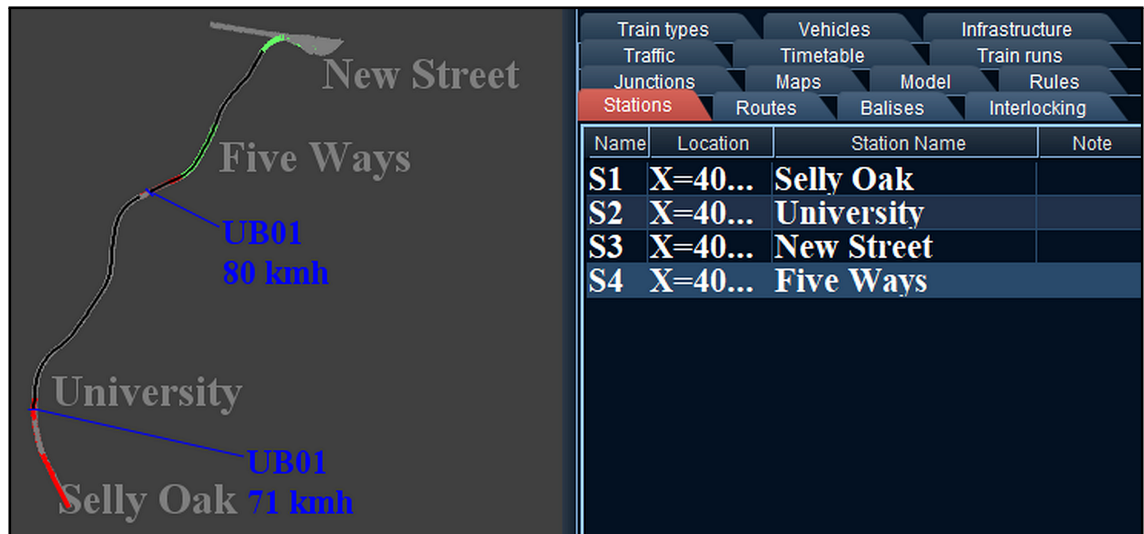 New Street
Five Ways
UB01
80 kmh
University
UB01
Selly Oak 71 kmh
Train types Vehicles Infrastructure
Traffic Timetable Train runs
Junctions Maps Model Rules
Stations Routes Balises Interlocking
Name Location Station Name Note
S1 X=40... Selly Oak
S2 X=40... University
S3 X=40... New Street
S4 X=40... Five Ways